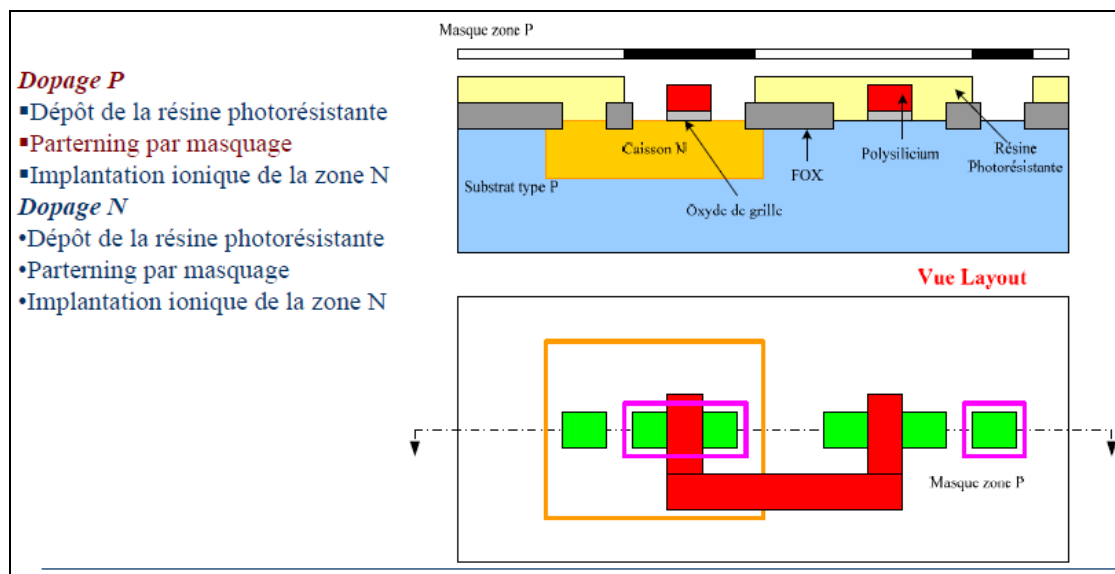 Masque zone P
Dopage P
▪Dépôt de la résine photorésistante
▪Parterning par masquage
▪Implantation ionique de la zone N
Dopage N
•Dépôt de la résine photorésistante
•Parterning par masquage
•Implantation ionique de la zone N
Caisson N
Substrat type P
Oxyde de grille
FOX
Polysilicium
Résine
Photorésistante
Vue Layout
Masque zone P